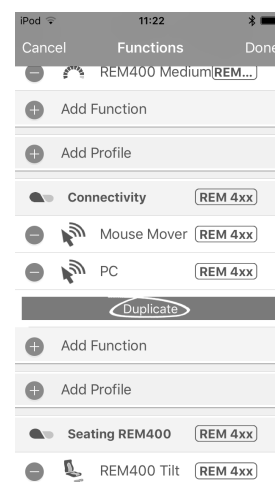 iPod 11:22
Cancel Functions Done
REM400 Medium REM...
Add Function
Add Profile
Connectivity REM 4xx
Mouse Mover REM 4xx
PC REM 4xx
Duplicate
Add Function
Add Profile
Seating REM400 REM 4xx
REM400 Tilt REM 4xx